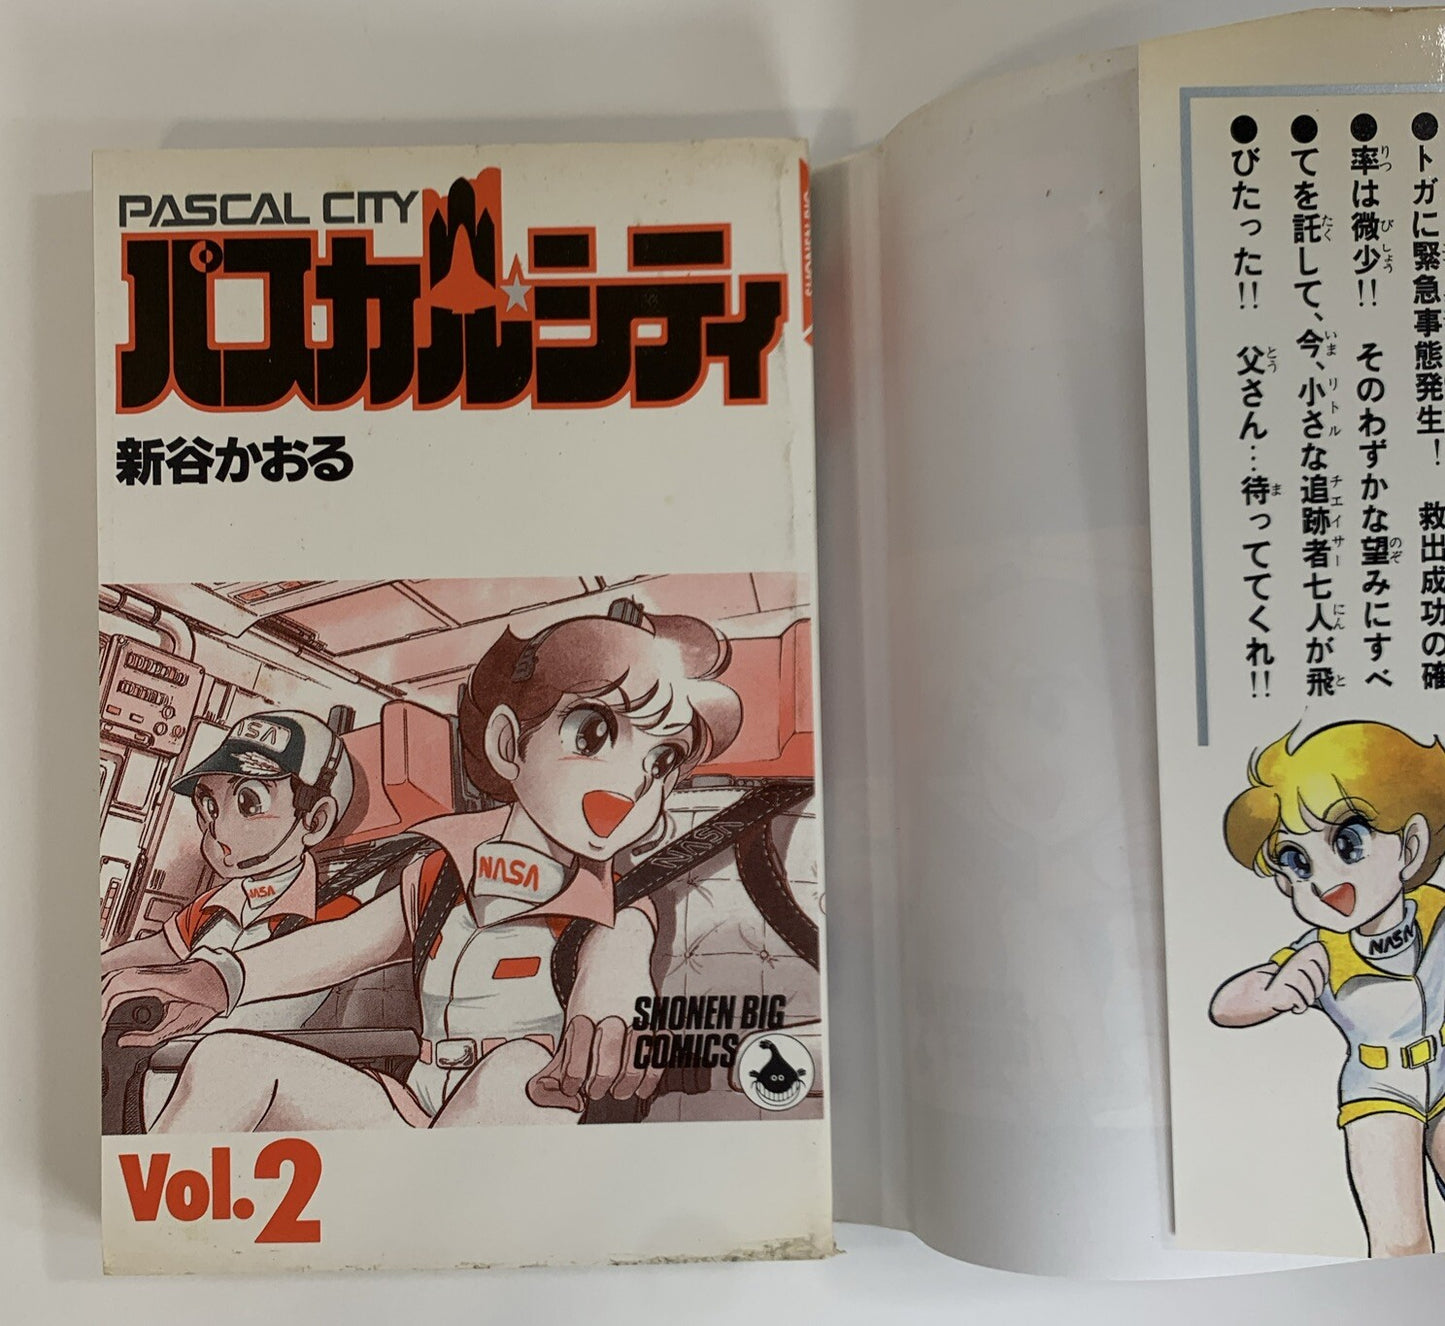 PASCAL CITY
パスカル☆シティ
新谷かおる
NASA
NASA
NASA
NASA
SHONEN BIG
COMICS
Vol.2
SHONEN BIG
●トガに緊急事態発生！ 救出成功の確
●率は微少!! そのわずかな望みにすべ
●てを託して、今、小さな追跡者七人が飛
●びたった!! 父さん…待っててくれ!!
NASA